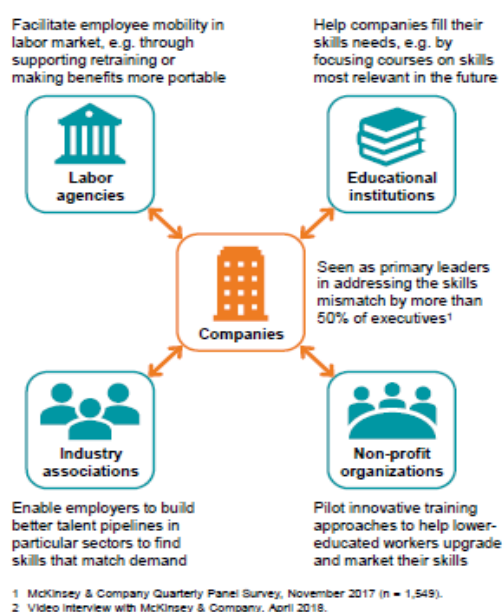 Facilitate employee mobility in
labor market, e.g. through
supporting retraining or
making benefits more portable
Help companies fill their
skills needs, e.g. by
focusing courses on skills
most relevant in the future
Labor
agencies
Educational
institutions
Companies
Seen as primary leaders
in addressing the skills
mismatch by more than
50% of executives¹
Industry
associations
Non-profit
organizations
Enable employers to build
better talent pipelines in
particular sectors to find
skills that match demand
Pilot innovative training
approaches to help lower-
educated workers upgrade
and market their skills
1 McKinsey & Company Quarterly Panel Survey, November 2017 (n = 1,549).
2 Video interview with McKinsey & Company, April 2018.